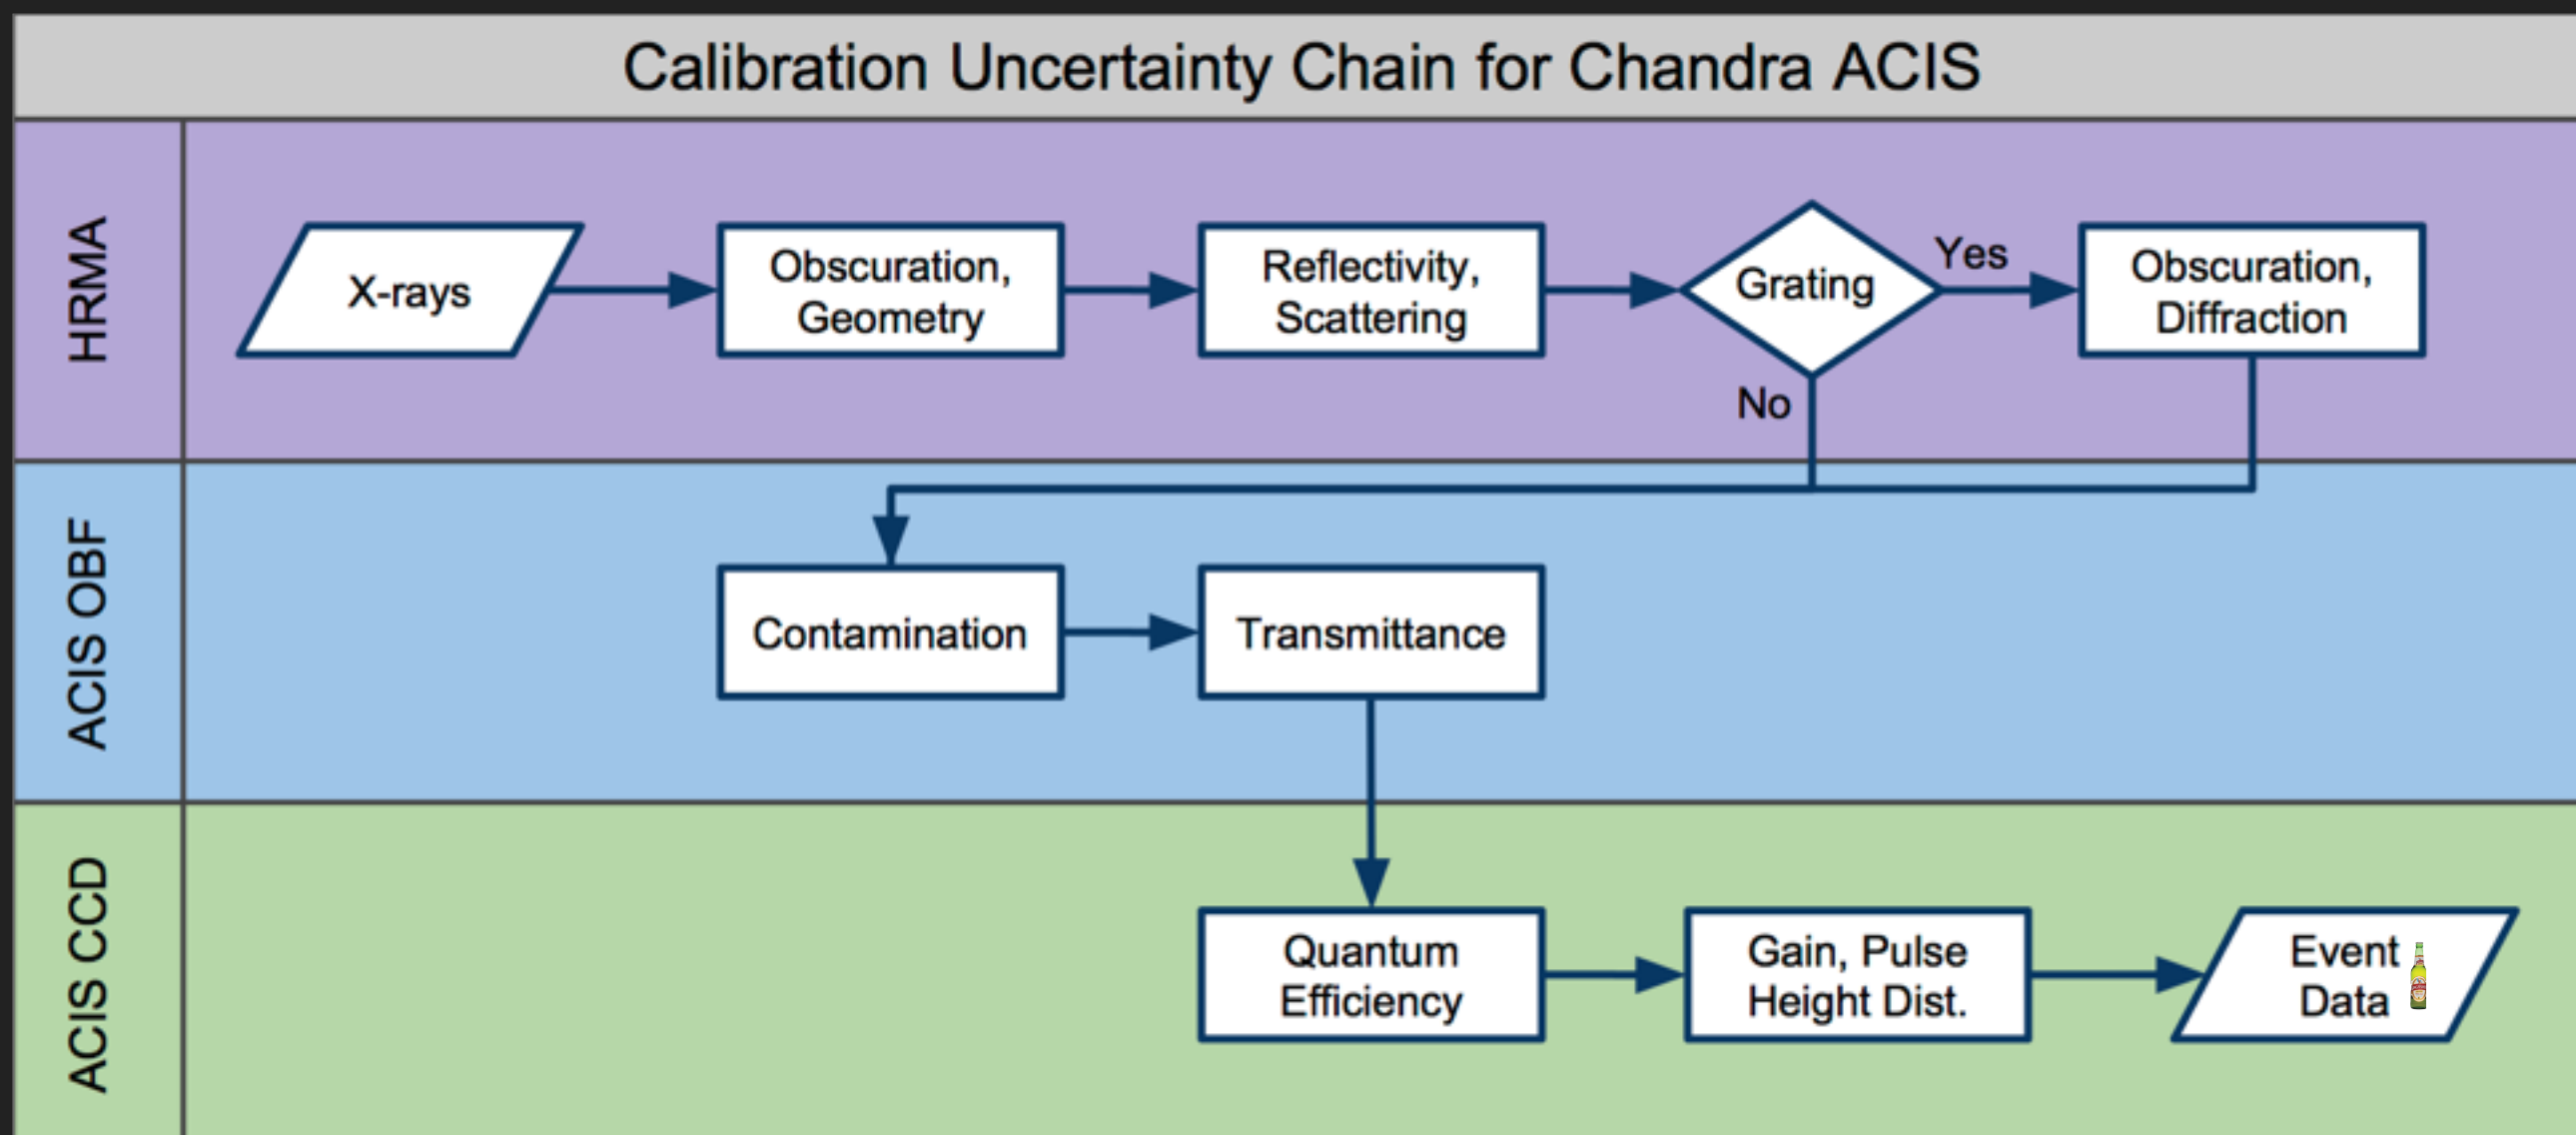 Calibration Uncertainty Chain for Chandra ACIS
HRMA
X-rays
Obscuration,
Geometry
Reflectivity,
Scattering
Grating
Yes
Obscuration,
Diffraction
No
ACIS OBF
Contamination
Transmittance
ACIS CCD
Quantum
Efficiency
Gain, Pulse
Height Dist.
Event
Data